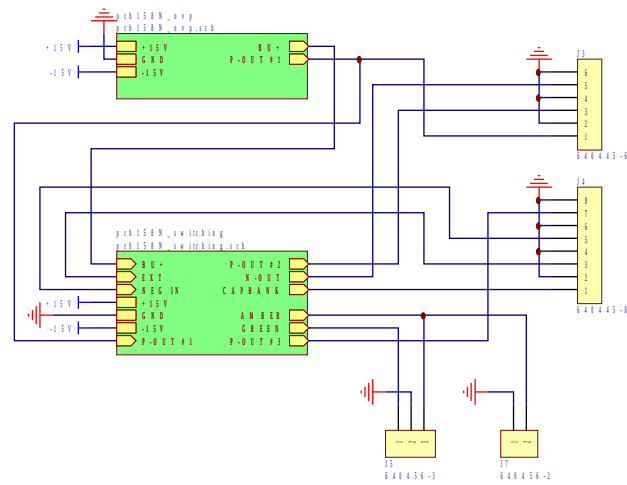 pcb158N_ovp
pcb158N_ovp.sch
+15V
GND
-15V
BU+
P-OUT #1
+15V
-15V
J3
6
5
4
3
2
1
640445-6
J4
8
7
6
5
4
3
2
1
640445-8
pcb158N_switching
pcb158N_switching.sch
BU+
EXT
NEG IN
+15V
GND
-15V
P-OUT #1
P-OUT #2
N-OUT
CAPBANK
AMBER
GREEN
P-OUT #3
+15V
-15V
J5
640456-3
J7
640456-2